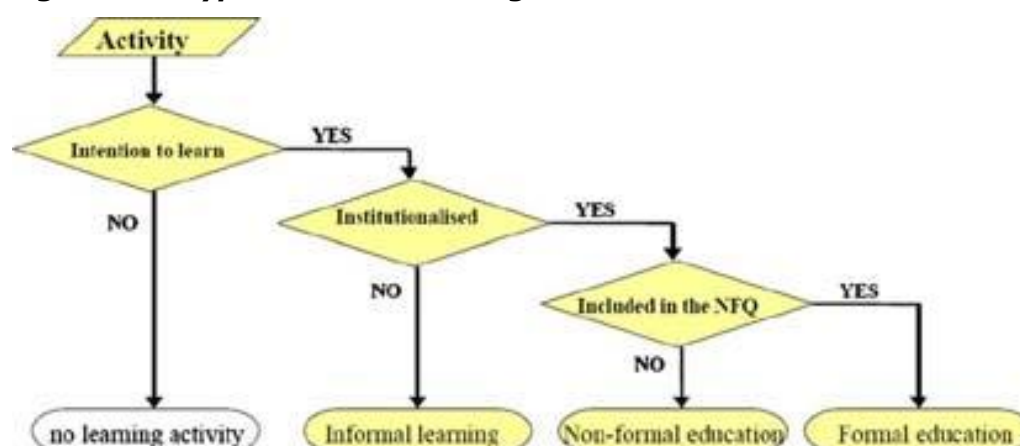 Activity
Intention to learn
YES
NO
Institutionalised
YES
NO
Included in the NFQ
YES
NO
no learning activity
Informal learning
Non-formal education
Formal education